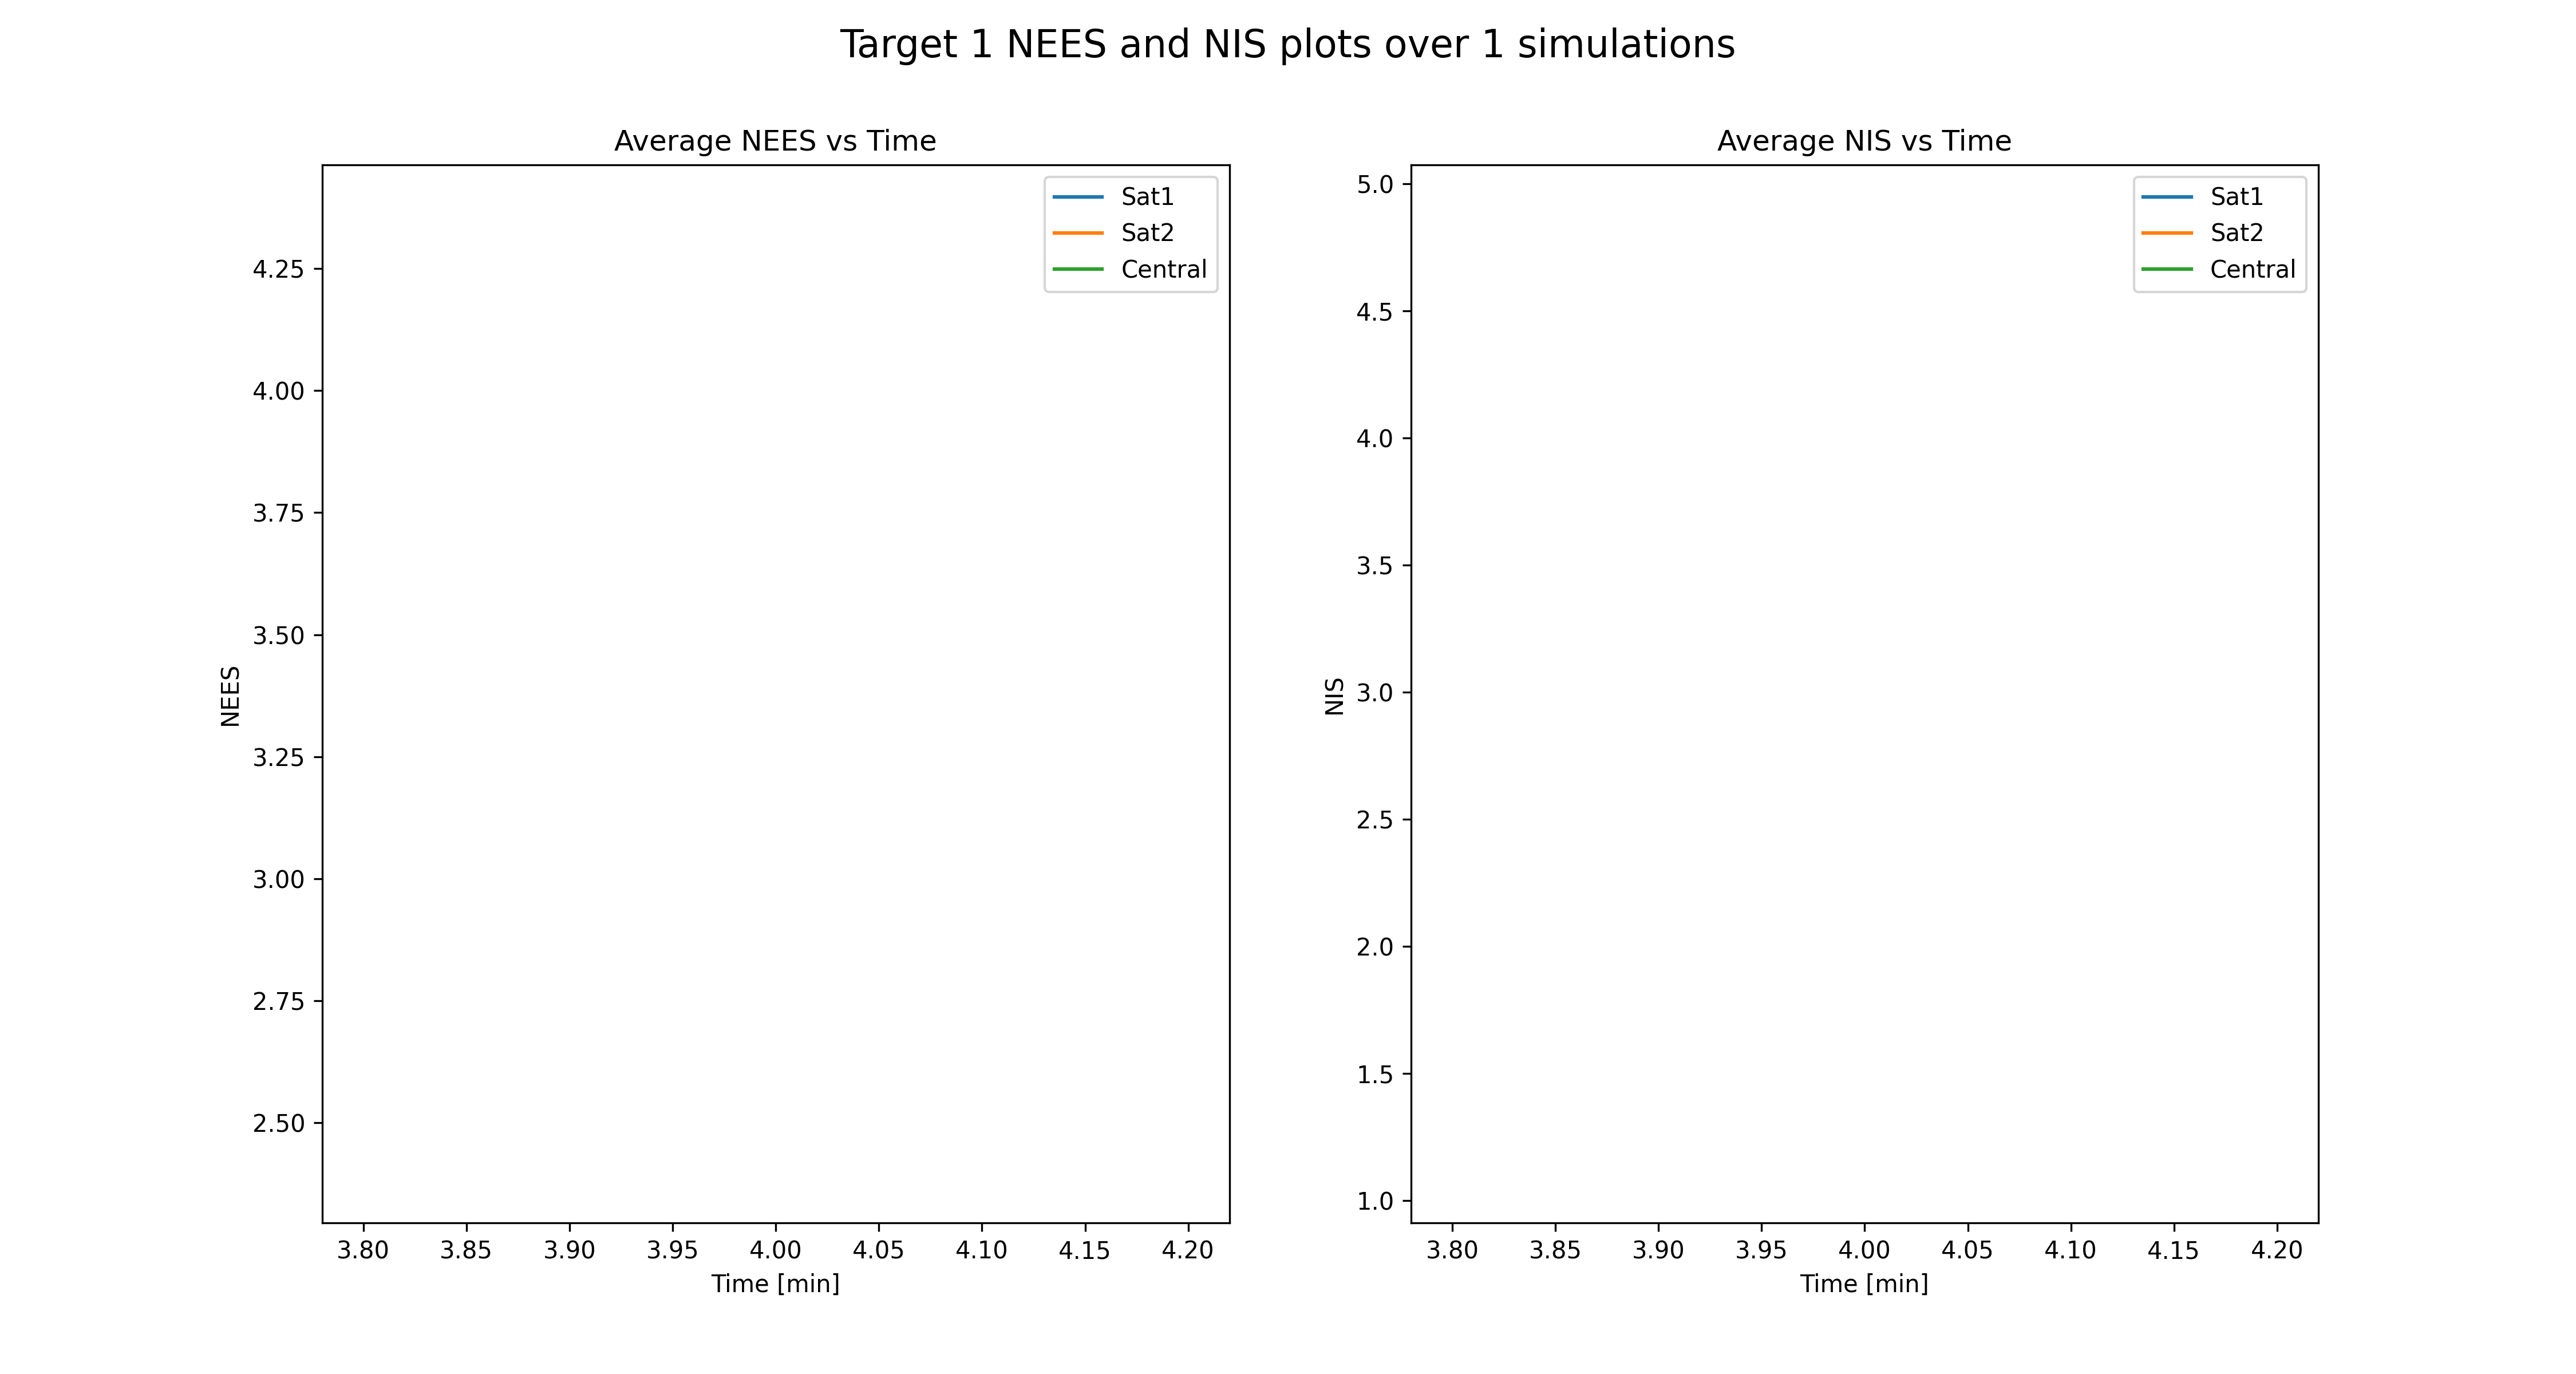 Target 1 NEES and NIS plots over 1 simulations
Average NEES vs Time
Sat1
Sat2
Central
4.25
4.00
3.75
3.50
3.25
3.00
2.75
2.50
NEES
3.80 3.85 3.90 3.95 4.00 4.05 4.10 4.15 4.20
Time [min]
Average NIS vs Time
Sat1
Sat2
Central
5.0
4.5
4.0
3.5
3.0
2.5
2.0
1.5
1.0
NIS
3.80 3.85 3.90 3.95 4.00 4.05 4.10 4.15 4.20
Time [min]